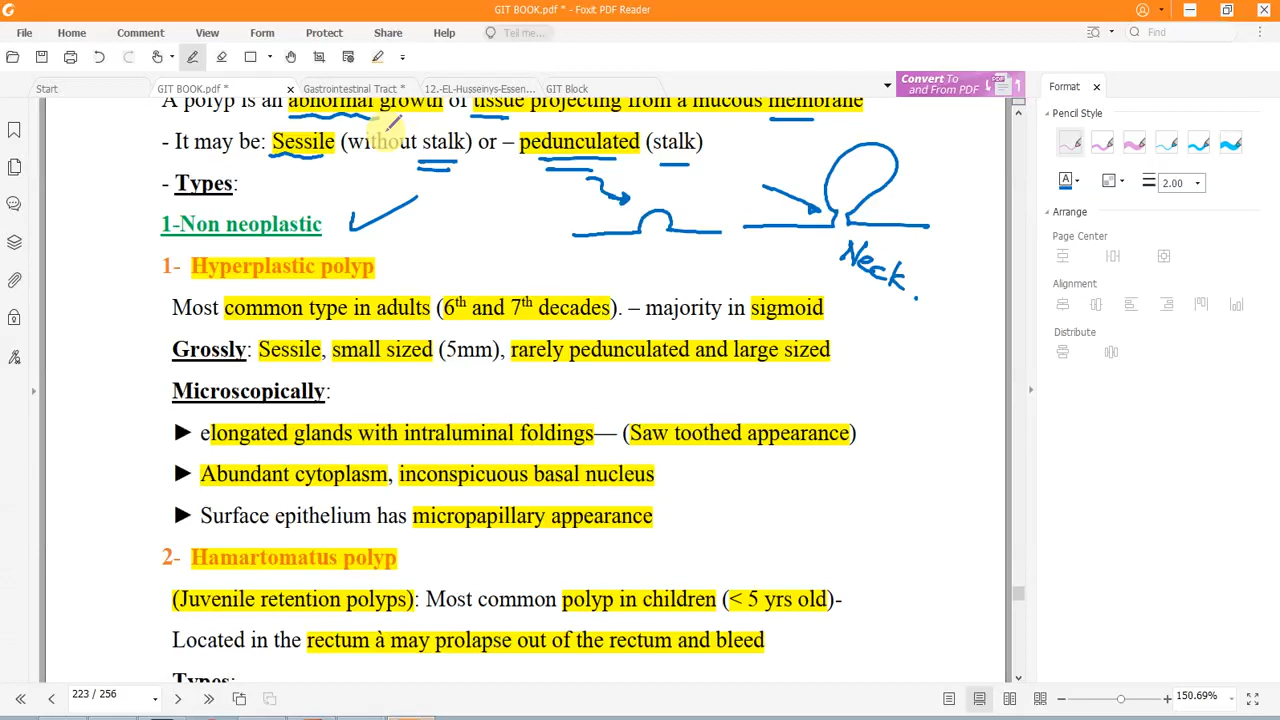 GIT BOOK.pdf * - Foxit PDF Reader
File Home Comment View Form Protect Share Help Tell me... Find
Start GIT BOOK.pdf * Gastrointestinal Tract * 12.-EL-Husseinys-Essen... GIT Block Convert To and From PDF Format
A polyp is an abnormal growth of tissue projecting from a mucous membrane
- It may be: Sessile (without stalk) or – pedunculated (stalk)
- Types:
1-Non neoplastic
Neck.
1- Hyperplastic polyp
Most common type in adults (6th and 7th decades). – majority in sigmoid
Grossly: Sessile, small sized (5mm), rarely pedunculated and large sized
Microscopically:
► elongated glands with intraluminal foldings— (Saw toothed appearance)
► Abundant cytoplasm, inconspicuous basal nucleus
► Surface epithelium has micropapillary appearance
2- Hamartomatus polyp
(Juvenile retention polyps): Most common polyp in children (< 5 yrs old)-
Located in the rectum à may prolapse out of the rectum and bleed
Types:
Pencil Style
2.00
Arrange
Page Center
Alignment
Distribute
223 / 256
150.69%